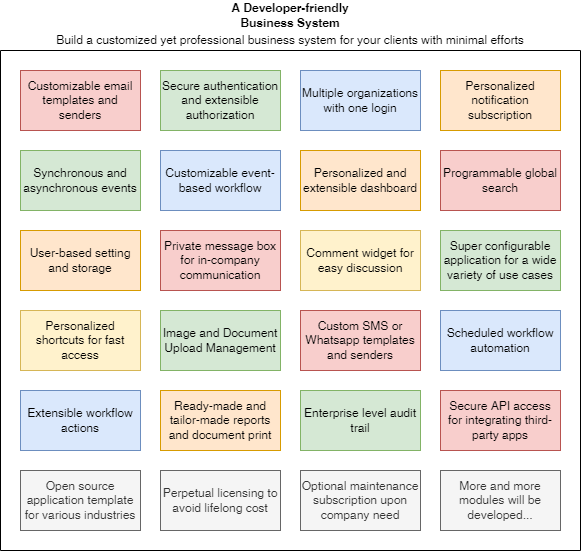 A Developer-friendly
Business System
Build a customized yet professional business system for your clients with minimal efforts
Customizable email
templates and
senders
Secure authentication
and extensible
authorization
Multiple organizations
with one login
Personalized
notification
subscription
Synchronous and
asynchronous events
Customizable event-
based workflow
Personalized and
extensible dashboard
Programmable global
search
User-based setting
and storage
Private message box
for in-company
communication
Comment widget for
easy discussion
Super configurable
application for a wide
variety of use cases
Personalized
shortcuts for fast
access
Image and Document
Upload Management
Custom SMS or
Whatsapp templates
and senders
Scheduled workflow
automation
Extensible workflow
actions
Ready-made and
tailor-made reports
and document print
Enterprise level audit
trail
Secure API access
for integrating third-
party apps
Open source
application template
for various industries
Perpetual licensing to
avoid lifelong cost
Optional maintenance
subscription upon
company need
More and more
modules will be
developed...